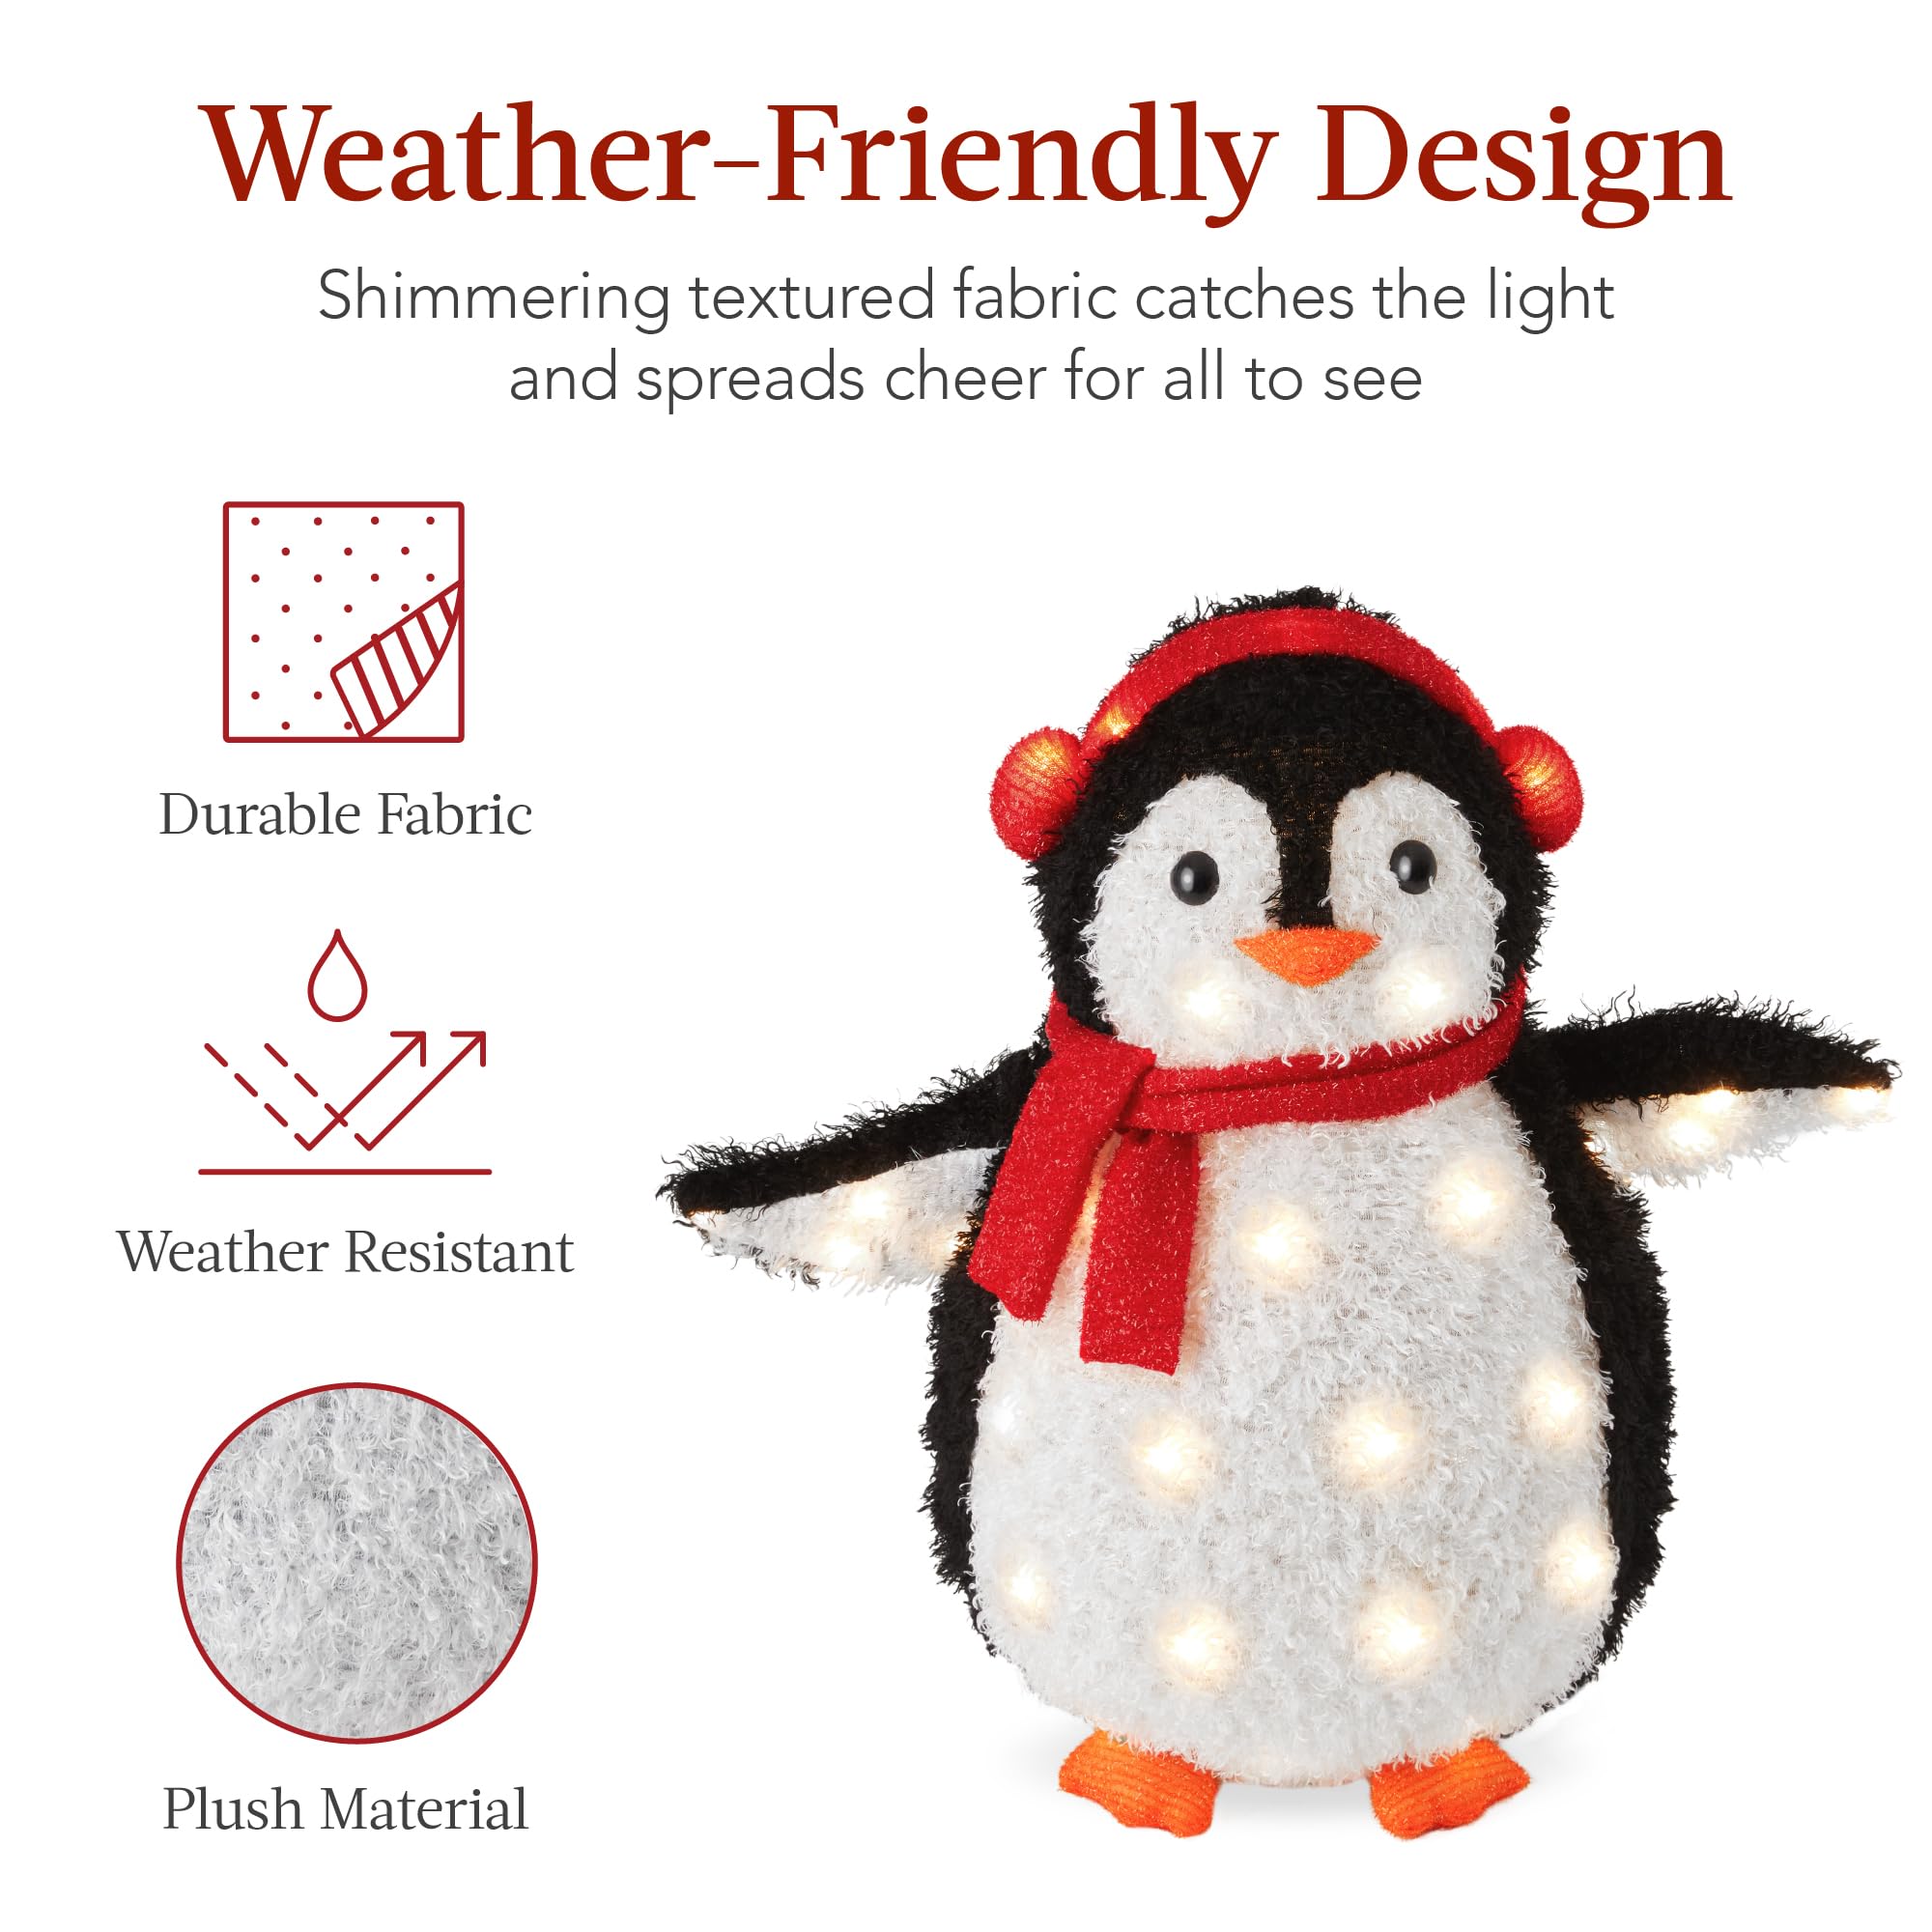 Weather-Friendly Design
Shimmering textured fabric catches the light
and spreads cheer for all to see
Durable Fabric
Weather Resistant
Plush Material